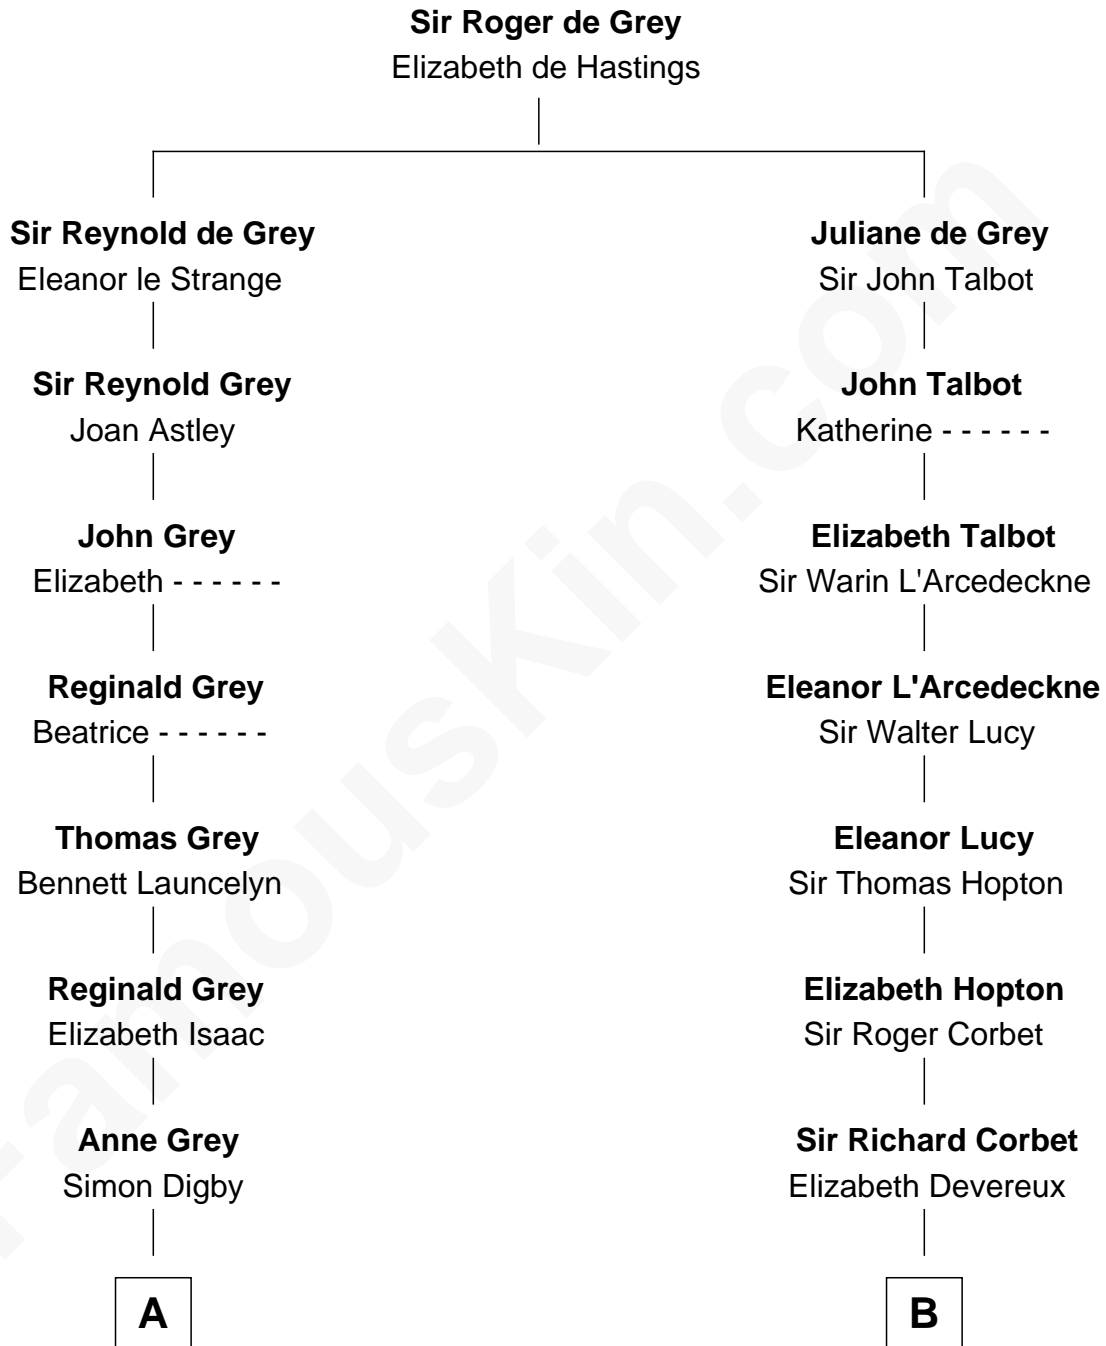 Sir Roger de Grey
Elizabeth de Hastings
Sir Reynold de Grey
Eleanor le Strange
Juliane de Grey
Sir John Talbot
Sir Reynold Grey
Joan Astley
John Talbot
Katherine - - - - - -
John Grey
Elizabeth - - - - - -
Elizabeth Talbot
Sir Warin L'Arcedeckne
Reginald Grey
Beatrice - - - - - -
Eleanor L'Arcedeckne
Sir Walter Lucy
Thomas Grey
Bennett Launcelyn
Eleanor Lucy
Sir Thomas Hopton
Reginald Grey
Elizabeth Isaac
Elizabeth Hopton
Sir Roger Corbet
Anne Grey
Simon Digby
Sir Richard Corbet
Elizabeth Devereux
A
B
FamousKin.com